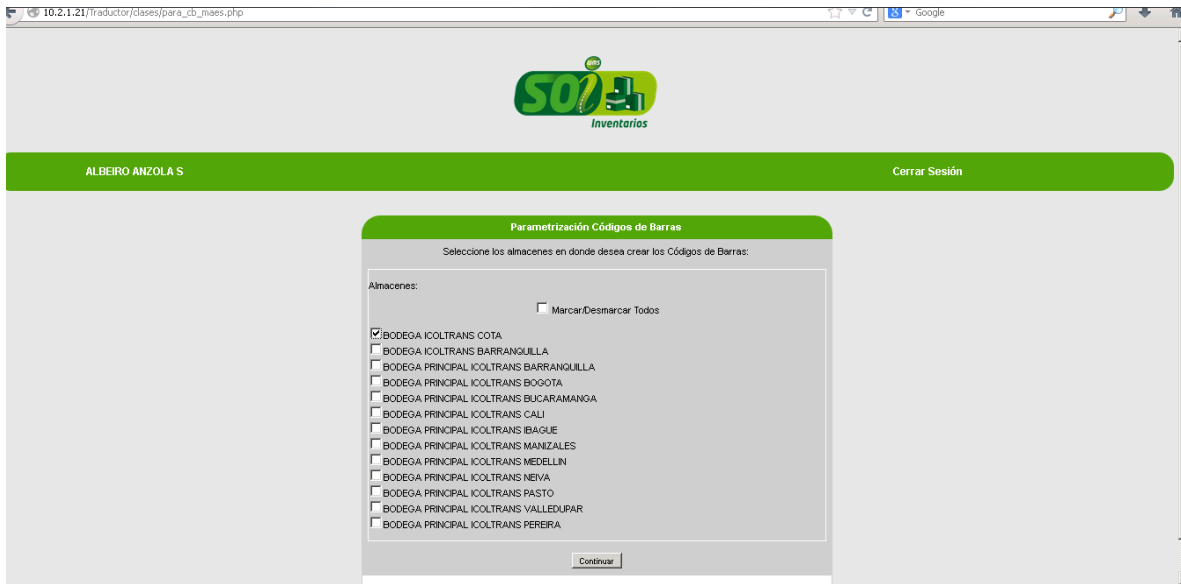 10.2.1.21/Traductor/clases/para_cb_maes.php
Google
WMS
SOi
Inventarios
ALBEIRO ANZOLA S
Cerrar Sesión
Parametrización Códigos de Barras
Seleccione los almacenes en donde desea crear los Códigos de Barras:
Almacenes:
Marcar/Desmarcar Todos
BODEGA ICOLTRANS COTA
BODEGA ICOLTRANS BARRANQUILLA
BODEGA PRINCIPAL ICOLTRANS BARRANQUILLA
BODEGA PRINCIPAL ICOLTRANS BOGOTA
BODEGA PRINCIPAL ICOLTRANS BUCARAMANGA
BODEGA PRINCIPAL ICOLTRANS CALI
BODEGA PRINCIPAL ICOLTRANS IBAGUE
BODEGA PRINCIPAL ICOLTRANS MANIZALES
BODEGA PRINCIPAL ICOLTRANS MEDELLIN
BODEGA PRINCIPAL ICOLTRANS NEIVA
BODEGA PRINCIPAL ICOLTRANS PASTO
BODEGA PRINCIPAL ICOLTRANS VALLEDUPAR
BODEGA PRINCIPAL ICOLTRANS PEREIRA
Continuar